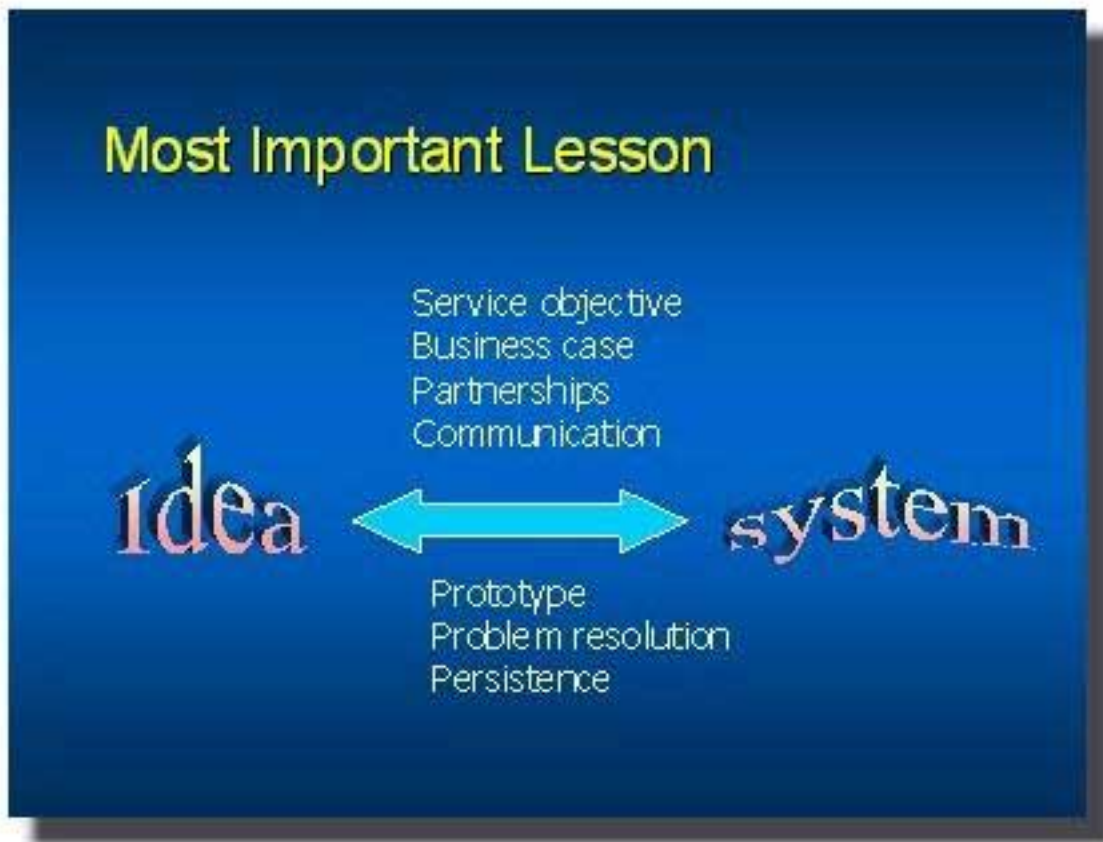 Most Important Lesson
Service objective
Business case
Partnerships
Communication
idea
system
Prototype
Problem resolution
Persistence